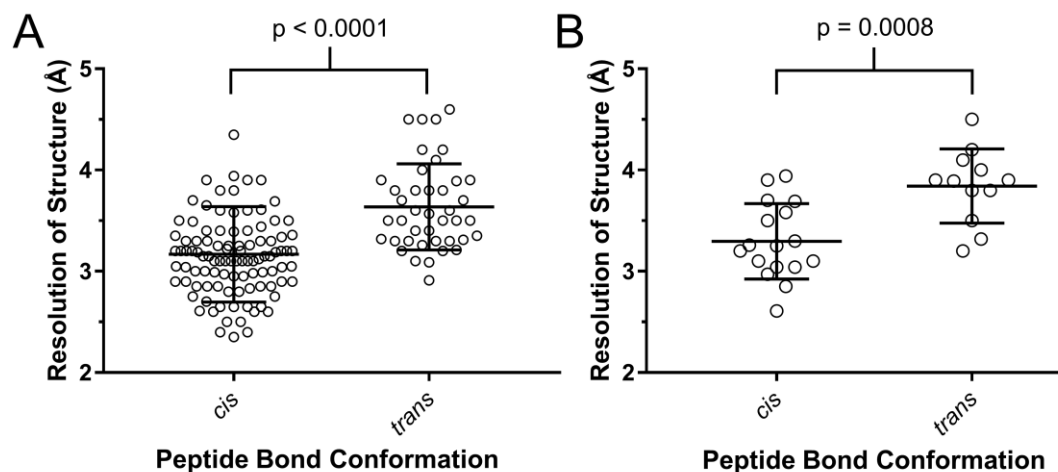 A
p < 0.0001
Resolution of Structure (Å)
5
4
3
2
cis
trans
Peptide Bond Conformation
B
p = 0.0008
Resolution of Structure (Å)
5
4
3
2
cis
trans
Peptide Bond Conformation